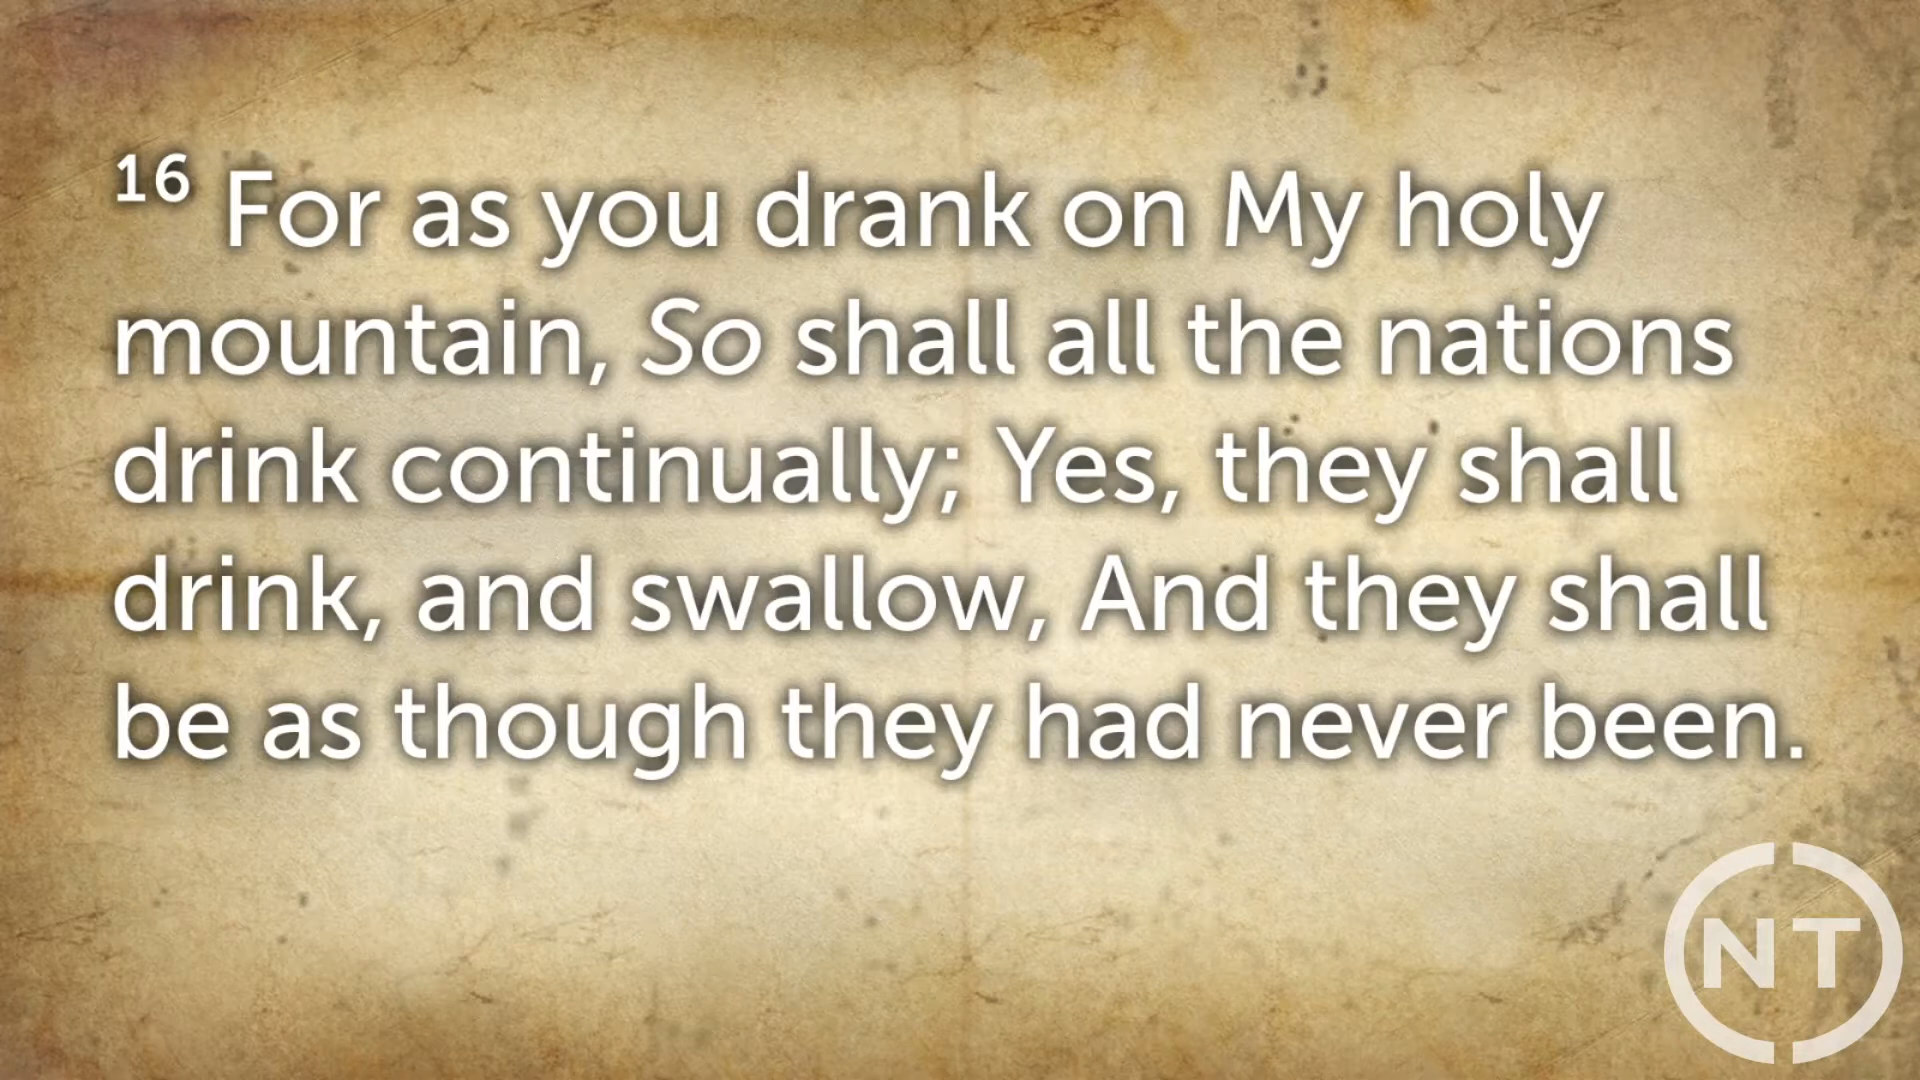 16 For as you drank on My holy
mountain, So shall all the nations
drink continually; Yes, they shall
drink, and swallow, And they shall
be as though they had never been.
NT